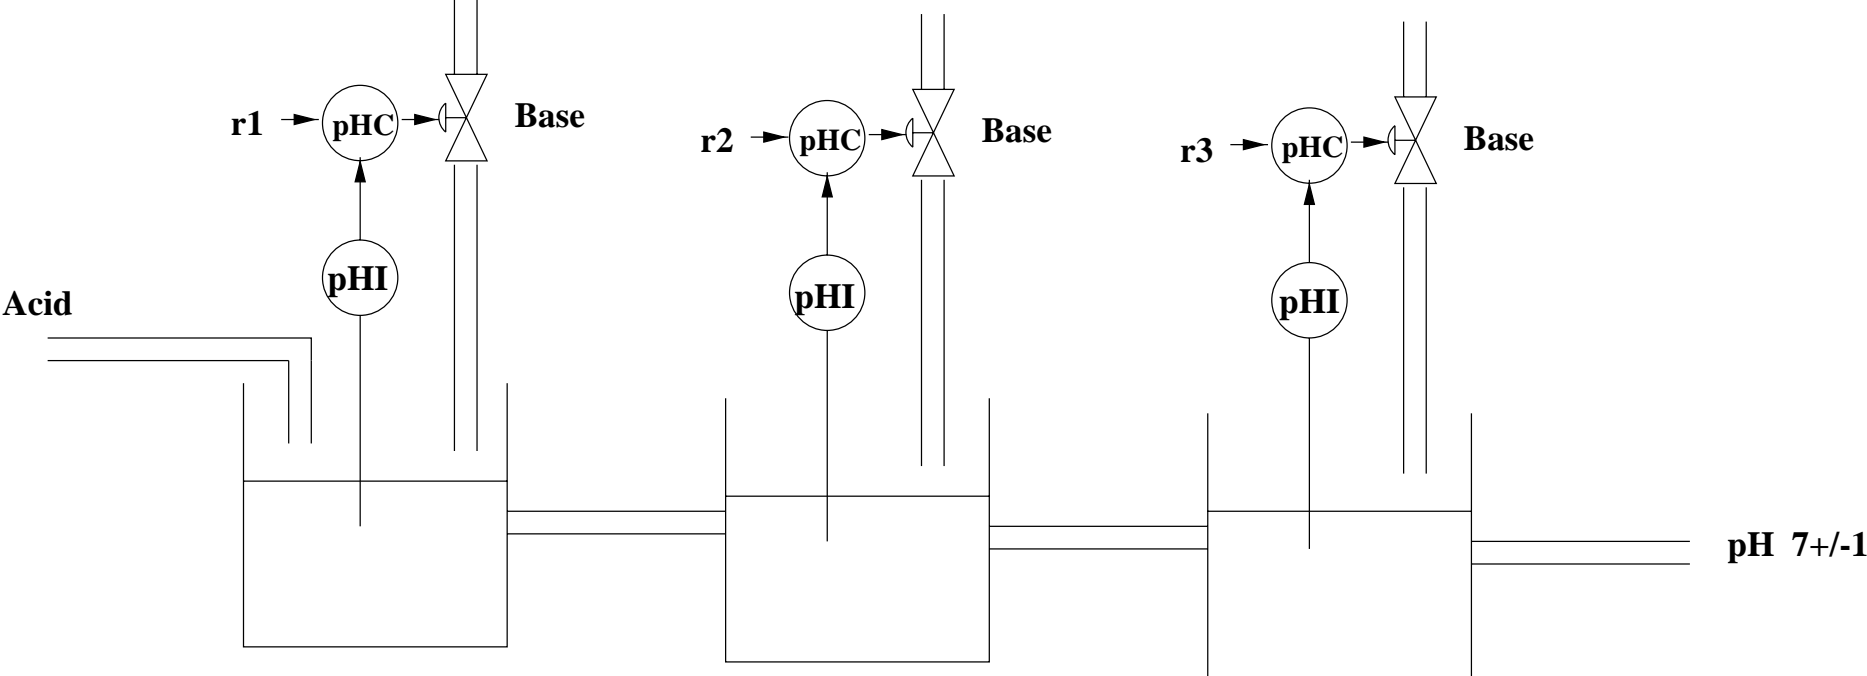 r1 pHC Base
r2 pHC Base
r3 pHC Base
pHI
pHI
pHI
Acid
pH 7+/-1